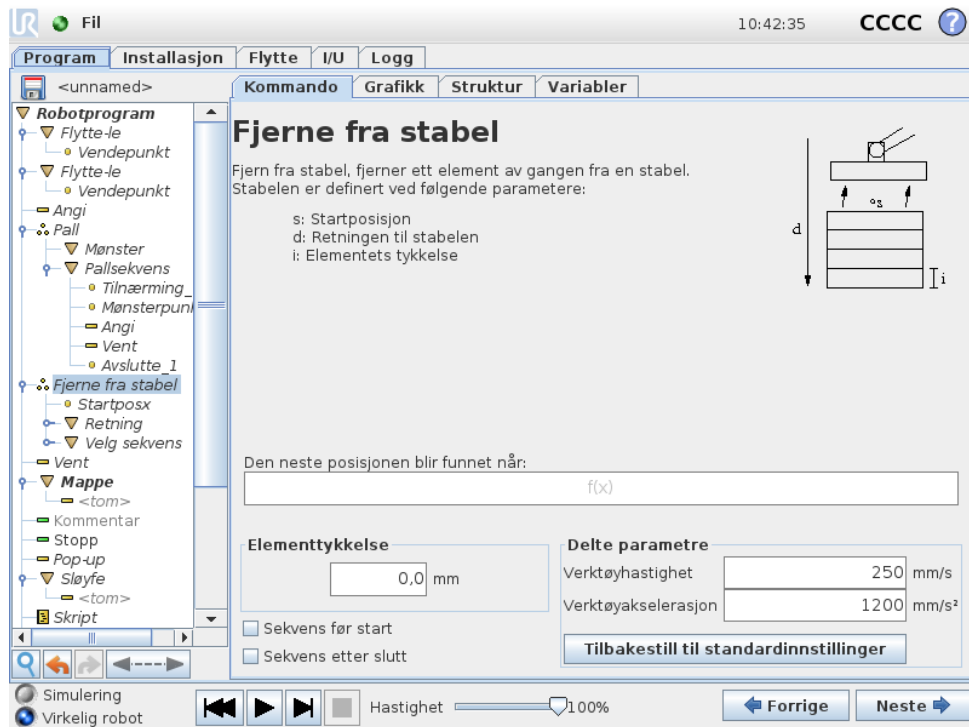 UR Fil 10:42:35 CCCC ?
Program Installasjon Flytte I/U Logg
<unnamed>
Kommando Grafikk Struktur Variabler
Robotprogram
Flytte-le
Vendepunkt
Flytte-le
Vendepunkt
Angi
Pall
Mønster
Pallsekvens
Tilnærming_
Mønsterpun
Angi
Vent
Avslutte_1
Fjerne fra stabel
Startposx
Retning
Velg sekvens
Vent
Mappe
<tom>
Kommentar
Stopp
Pop-up
Sløyfe
<tom>
Skript
Fjerne fra stabel
Fjern fra stabel, fjerner ett element av gangen fra en stabel.
Stabelen er definert ved følgende parametere:
s: Startposisjon
d: Retningen til stabelen
i: Elementets tykkelse
d
s
i
Den neste posisjonen blir funnet når:
f(x)
Elementtykkelse
0,0 mm
Sekvens før start
Sekvens etter slutt
Delte parametre
Verktøyhastighet 250 mm/s
Verktøyakselerasjon 1200 mm/s²
Tilbakestill til standardinnstillinger
Simulering
Virkelig robot
Hastighet 100%
Forrige Neste